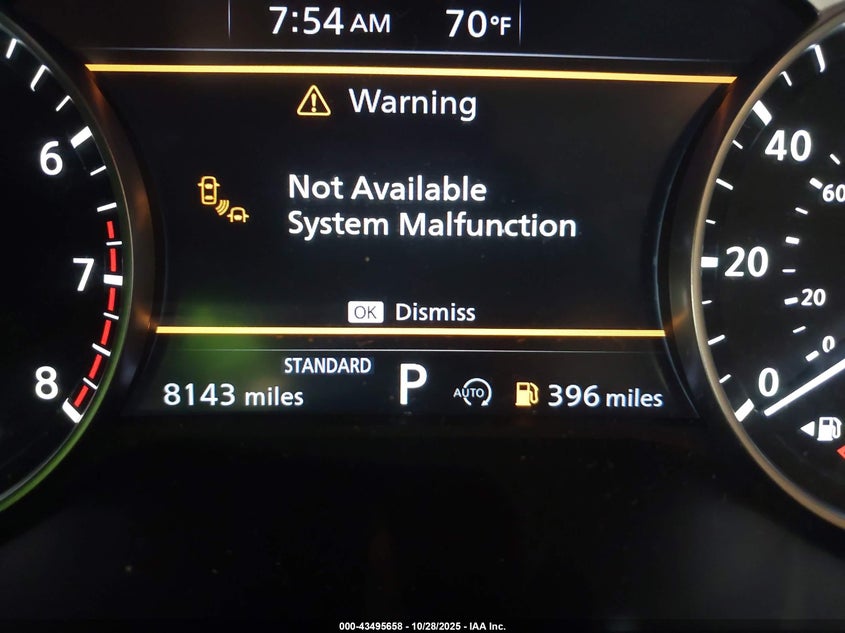 7:54 AM 70°F
Warning
Not Available
System Malfunction
OK Dismiss
STANDARD
8143 miles P AUTO 396 miles
6
7
8
40
60
20
20
0
0
000-43495658 - 10/28/2025 - IAA Inc.